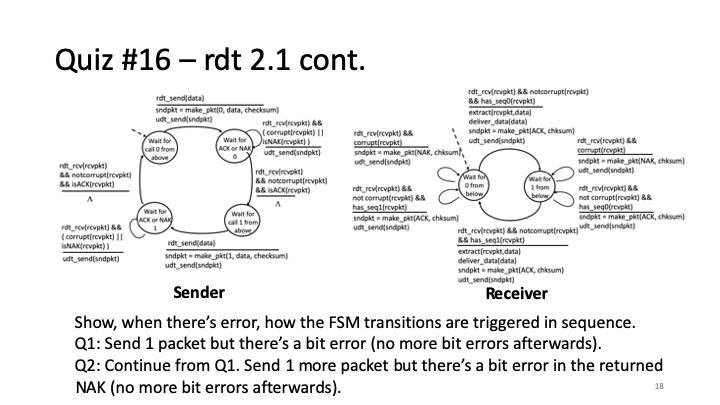 Quiz #16 – rdt 2.1 cont.
rdt_send(data)
sndpkt = make_pkt(0, data, checksum)
udt_send(sndpkt)
Wait for
call 0 from
above
Wait for
ACK or NAK
0
rdt_rcv(rcvpkt) &&
( corrupt(rcvpkt) ||
isNAK(rcvpkt) )
udt_send(sndpkt)
rdt_rcv(rcvpkt)
&& notcorrupt(rcvpkt)
&& isACK(rcvpkt)
Λ
rdt_rcv(rcvpkt)
&& notcorrupt(rcvpkt)
&& isACK(rcvpkt)
Λ
Wait for
ACK or NAK
1
Wait for
call 1 from
above
rdt_rcv(rcvpkt) &&
( corrupt(rcvpkt) ||
isNAK(rcvpkt) )
udt_send(sndpkt)
rdt_send(data)
sndpkt = make_pkt(1, data, checksum)
udt_send(sndpkt)
Sender
rdt_rcv(rcvpkt) && notcorrupt(rcvpkt)
&& has_seq0(rcvpkt)
extract(rcvpkt,data)
deliver_data(data)
sndpkt = make_pkt(ACK, chksum)
udt_send(sndpkt)
rdt_rcv(rcvpkt) &&
corrupt(rcvpkt)
sndpkt = make_pkt(NAK, chksum)
udt_send(sndpkt)
rdt_rcv(rcvpkt) &&
not corrupt(rcvpkt) &&
has_seq1(rcvpkt)
sndpkt = make_pkt(ACK, chksum)
udt_send(sndpkt)
Wait for
0 from
below
Wait for
1 from
below
rdt_rcv(rcvpkt) &&
corrupt(rcvpkt)
sndpkt = make_pkt(NAK, chksum)
udt_send(sndpkt)
rdt_rcv(rcvpkt) &&
not corrupt(rcvpkt) &&
has_seq0(rcvpkt)
sndpkt = make_pkt(ACK, chksum)
udt_send(sndpkt)
rdt_rcv(rcvpkt) && notcorrupt(rcvpkt)
&& has_seq1(rcvpkt)
extract(rcvpkt,data)
deliver_data(data)
sndpkt = make_pkt(ACK, chksum)
udt_send(sndpkt)
Receiver
Show, when there’s error, how the FSM transitions are triggered in sequence.
Q1: Send 1 packet but there’s a bit error (no more bit errors afterwards).
Q2: Continue from Q1. Send 1 more packet but there’s a bit error in the returned
NAK (no more bit errors afterwards).
18